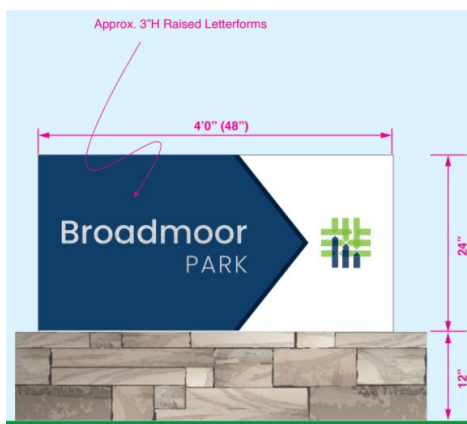 Approx. 3"H Raised Letterforms
4'0" (48")
Broadmoor
PARK
24"
12"